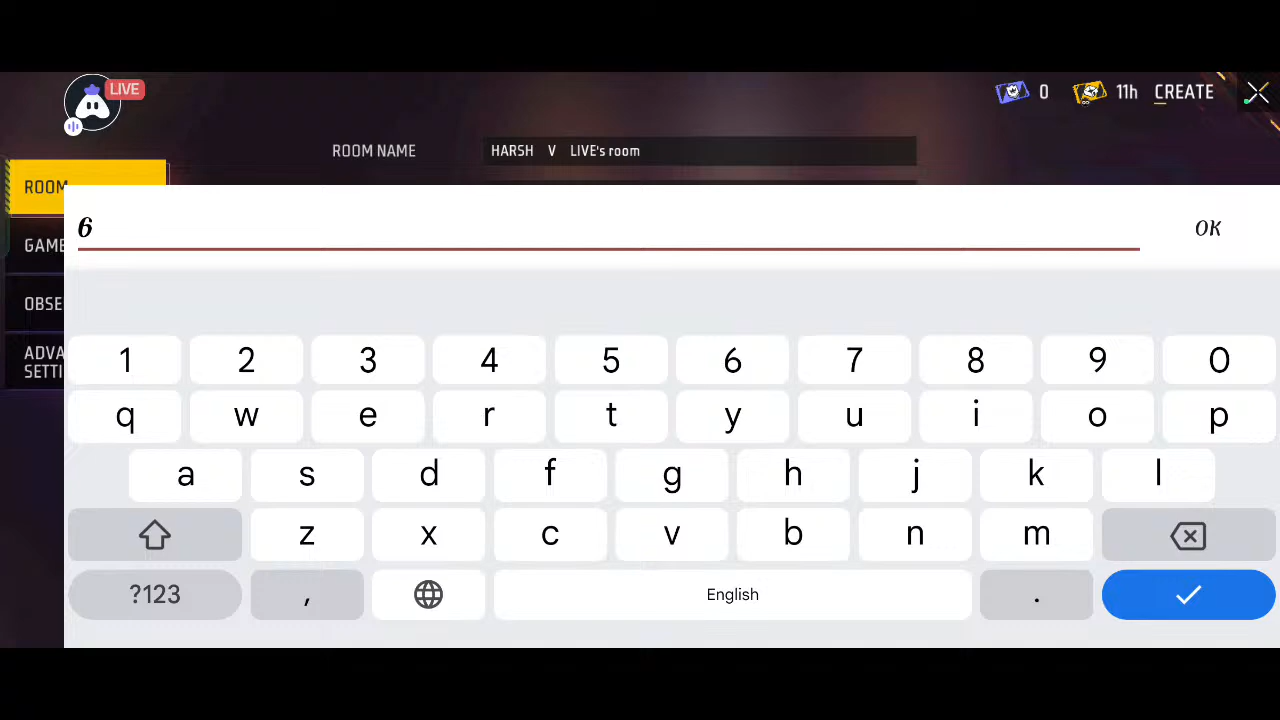 LIVE
0
11h
CREATE
ROOM NAME
HARSH V LIVE's room
ROOM
GAME
OBSE
ADVA
SETTI
6
OK
1 2 3 4 5 6 7 8 9 0
q w e r t y u i o p
a s d f g h j k l
z x c v b n m
?123 , English .